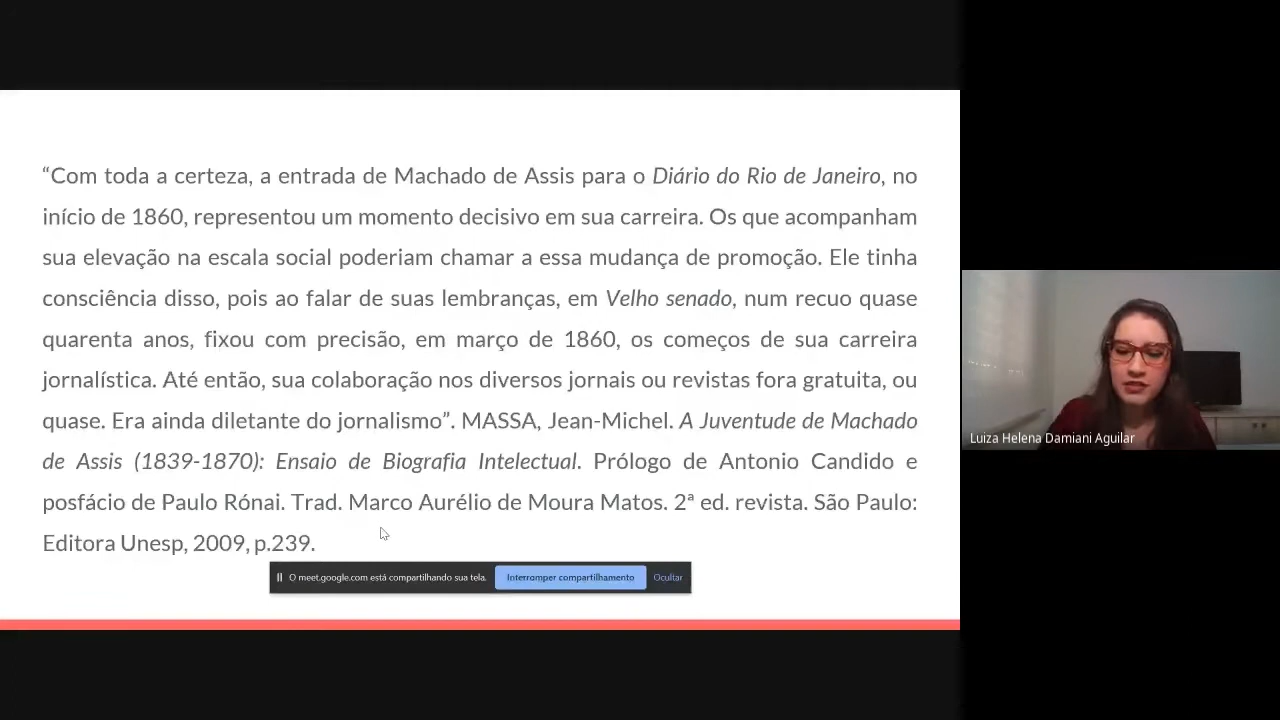 “Com toda a certeza, a entrada de Machado de Assis para o Diário do Rio de Janeiro, no
início de 1860, representou um momento decisivo em sua carreira. Os que acompanham
sua elevação na escala social poderiam chamar a essa mudança de promoção. Ele tinha
consciência disso, pois ao falar de suas lembranças, em Velho senado, num recuo quase
quarenta anos, fixou com precisão, em março de 1860, os começos de sua carreira
jornalística. Até então, sua colaboração nos diversos jornais ou revistas fora gratuita, ou
quase. Era ainda diletante do jornalismo”. MASSA, Jean-Michel. A Juventude de Machado
de Assis (1839-1870): Ensaio de Biografia Intelectual. Prólogo de Antonio Candido e
posfácio de Paulo Rónai. Trad. Marco Aurélio de Moura Matos. 2ª ed. revista. São Paulo:
Editora Unesp, 2009, p.239.
O meet.google.com está compartilhando sua tela. Interromper compartilhamento Ocultar
Luiza Helena Damiani Aguilar